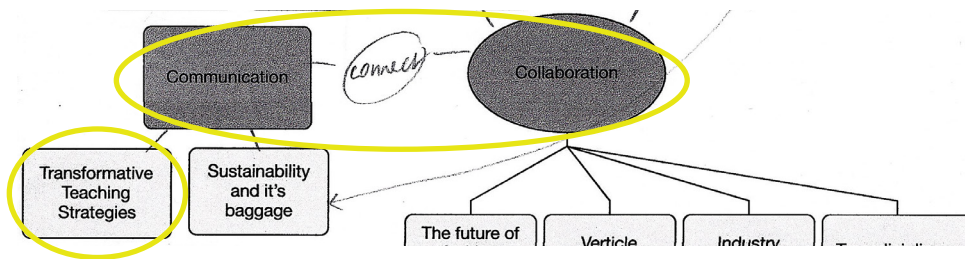 Communication
connect
Collaboration
Transformative
Teaching
Strategies
Sustainability
and it's
baggage
The future of
Verticle
Industry